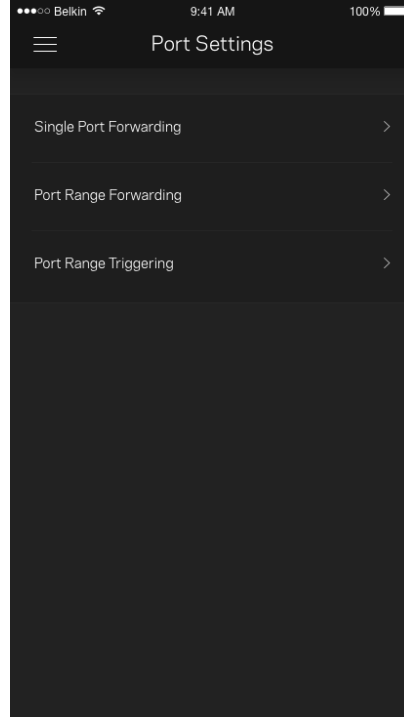 ●●●○○ Belkin 9:41 AM 100%
Port Settings
Single Port Forwarding
Port Range Forwarding
Port Range Triggering